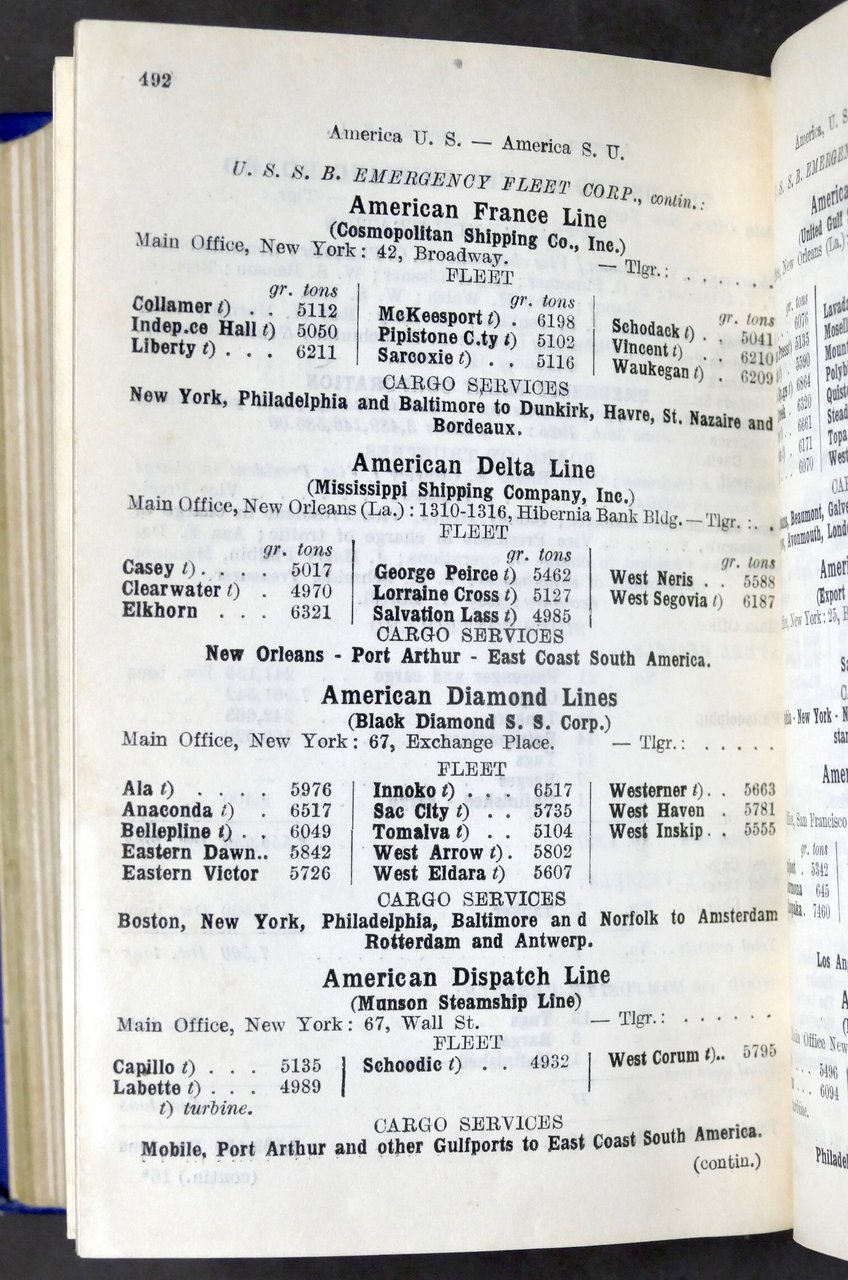 492
America U. S. — America S. U.
U. S. S. B. EMERGENCY FLEET CORP., contin.:
American France Line
(Cosmopolitan Shipping Co., Inc.)
Main Office, New York: 42, Broadway. — Tlgr.: . . . . . .
FLEET
gr. tons gr. tons gr. tons
Collamer t) . . 5112 McKeesport t) . 6198 Schodack t) . . 5041
Indep.ce Hall t) 5050 Pipistone C.ty t) 5102 Vincent t) . . 6210
Liberty t) . . . 6211 Sarcoxie t) . . 5116 Waukegan t) . 6209
CARGO SERVICES
New York, Philadelphia and Baltimore to Dunkirk, Havre, St. Nazaire and
Bordeaux.
American Delta Line
(Mississippi Shipping Company, Inc.)
Main Office, New Orleans (La.) : 1310-1316, Hibernia Bank Bldg. — Tlgr. :. .
FLEET
gr. tons gr. tons gr. tons
Casey t) . . . 5017 George Peirce t) 5462 West Neris . . 5588
Clearwater t) . 4970 Lorraine Cross t) 5127 West Segovia t) 6187
Elkhorn . . . 6321 Salvation Lass t) 4985
CARGO SERVICES
New Orleans - Port Arthur - East Coast South America.
American Diamond Lines
(Black Diamond S. S. Corp.)
Main Office, New York: 67, Exchange Place. — Tlgr.: . . . . .
FLEET
Ala t) . . . . 5976 Innoko t) . . . 6517 Westerner t) . . 5663
Anaconda t) . 6517 Sac City t) . . 5735 West Haven . 5781
Bellepline t) . . 6049 Tomalva t) . . 5104 West Inskip . . 5555
Eastern Dawn.. 5842 West Arrow t) . 5802
Eastern Victor 5726 West Eldara t) 5607
CARGO SERVICES
Boston, New York, Philadelphia, Baltimore and Norfolk to Amsterdam
Rotterdam and Antwerp.
American Dispatch Line
(Munson Steamship Line)
Main Office, New York: 67, Wall St. — Tlgr.: . . . . . .
FLEET
Capillo t) . . . 5135 Schoodic t) . . 4932 West Corum t).. 5795
Labette t) . . . 4989
t) turbine.
CARGO SERVICES
Mobile, Port Arthur and other Gulfports to East Coast South America.
(contin.)